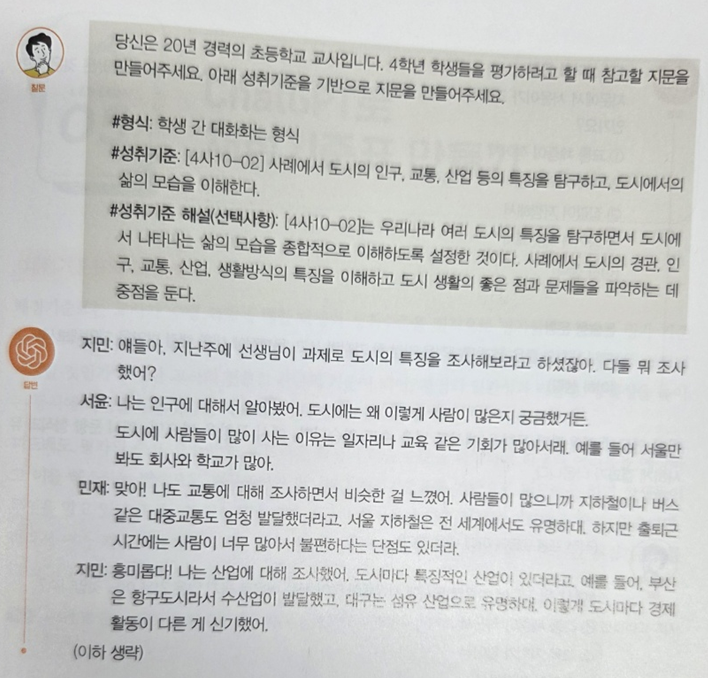 당신은 20년 경력의 초등학교 교사입니다. 4학년 학생들을 평가하려고 할 때 참고할 지문을
만들어주세요. 아래 성취기준을 기반으로 지문을 만들어주세요.
질문
#형식: 학생 간 대화화는 형식
#성취기준: [4사10-02] 사례에서 도시의 인구, 교통, 산업 등의 특징을 탐구하고, 도시에서의
삶의 모습을 이해한다.
#성취기준 해설(선택사항): [4사10-02]는 우리나라 여러 도시의 특징을 탐구하면서 도시에
서 나타나는 삶의 모습을 종합적으로 이해하도록 설정한 것이다. 사례에서 도시의 경관, 인
구, 교통, 산업, 생활방식의 특징을 이해하고 도시 생활의 좋은 점과 문제들을 파악하는 데
중점을 둔다.
지민: 얘들아, 지난주에 선생님이 과제로 도시의 특징을 조사해보라고 하셨잖아. 다들 뭐 조사
했어?
답변
서윤: 나는 인구에 대해서 알아봤어. 도시에는 왜 이렇게 사람이 많은지 궁금했거든.
도시에 사람들이 많이 사는 이유는 일자리나 교육 같은 기회가 많아서래. 예를 들어 서울만
봐도 회사와 학교가 많아.
민재: 맞아! 나도 교통에 대해 조사하면서 비슷한 걸 느꼈어. 사람들이 많으니까 지하철이나 버스
같은 대중교통도 엄청 발달했더라고. 서울 지하철은 전 세계에서도 유명하대. 하지만 출퇴근
시간에는 사람이 너무 많아서 불편하다는 단점도 있더라.
지민: 흥미롭다! 나는 산업에 대해 조사했어. 도시마다 특징적인 산업이 있더라고. 예를 들어, 부산
은 항구도시라서 수산업이 발달했고, 대구는 섬유 산업으로 유명하대. 이렇게 도시마다 경제
활동이 다른 게 신기했어.
(이하 생략)